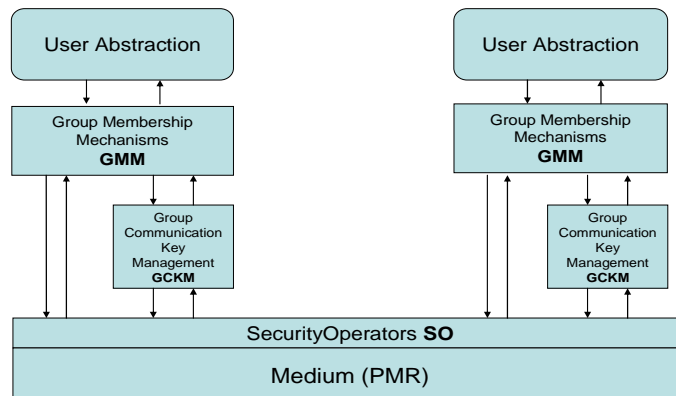 User Abstraction
Group Membership
Mechanisms
GMM
Group
Communication
Key
Management
GCKM
User Abstraction
Group Membership
Mechanisms
GMM
Group
Communication
Key
Management
GCKM
SecurityOperators SO
Medium (PMR)